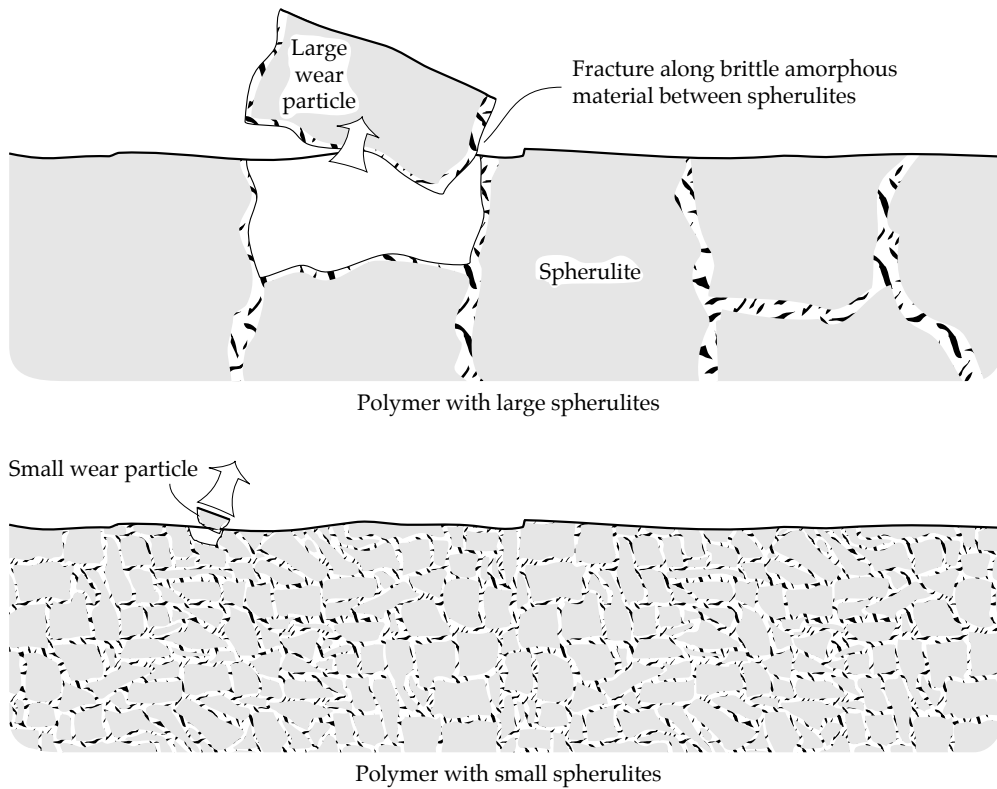 Large
wear
particle
Fracture along brittle amorphous
material between spherulites
Spherulite
Polymer with large spherulites
Small wear particle
Polymer with small spherulites